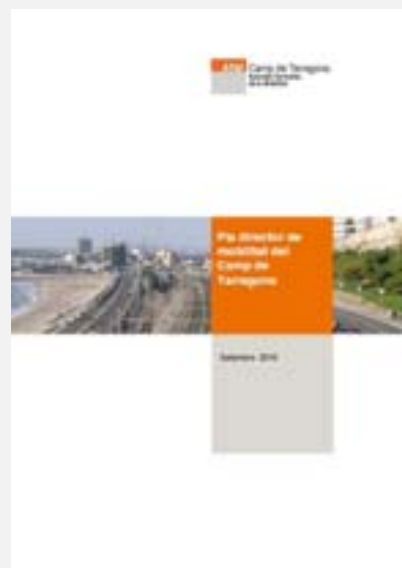 ATM Camp de Tarragona
Pla director de
mobilitat del
Camp de
Tarragona
Setembre 2010